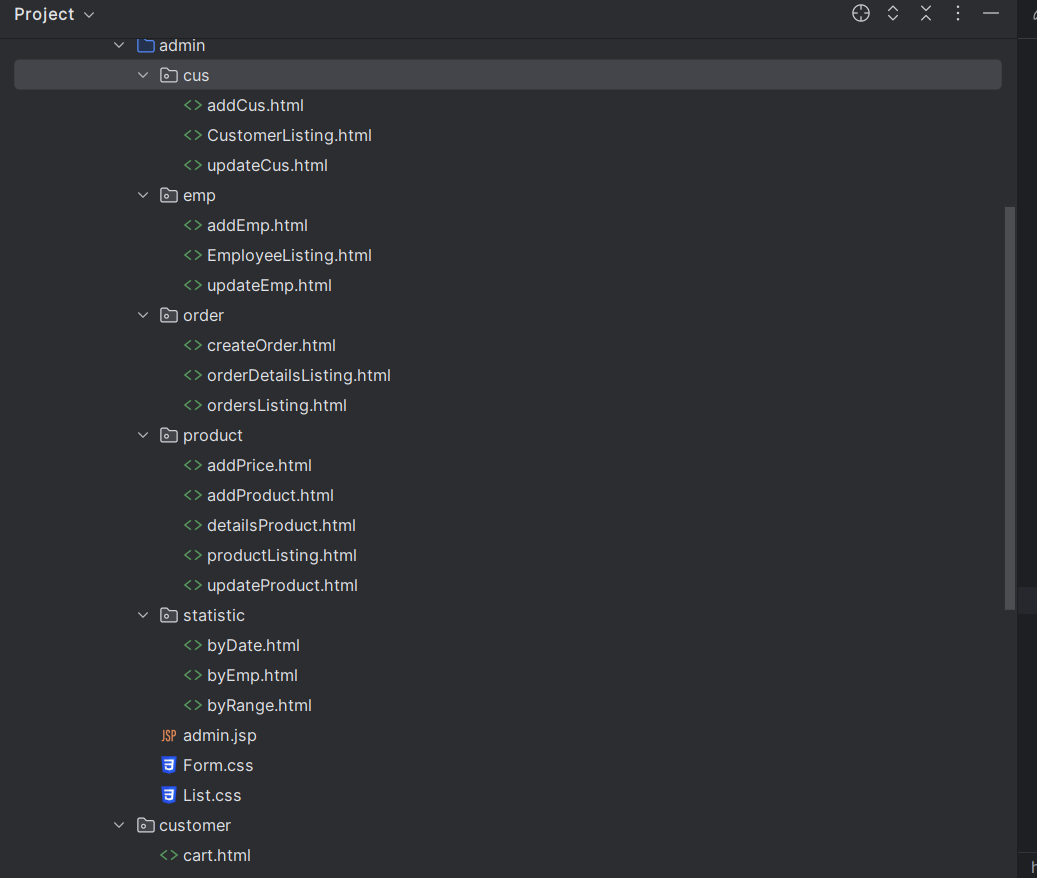 Project
admin
cus
addCus.html
CustomerListing.html
updateCus.html
emp
addEmp.html
EmployeeListing.html
updateEmp.html
order
createOrder.html
orderDetailsListing.html
ordersListing.html
product
addPrice.html
addProduct.html
detailsProduct.html
productListing.html
updateProduct.html
statistic
byDate.html
byEmp.html
byRange.html
JSP admin.jsp
Form.css
List.css
customer
cart.html